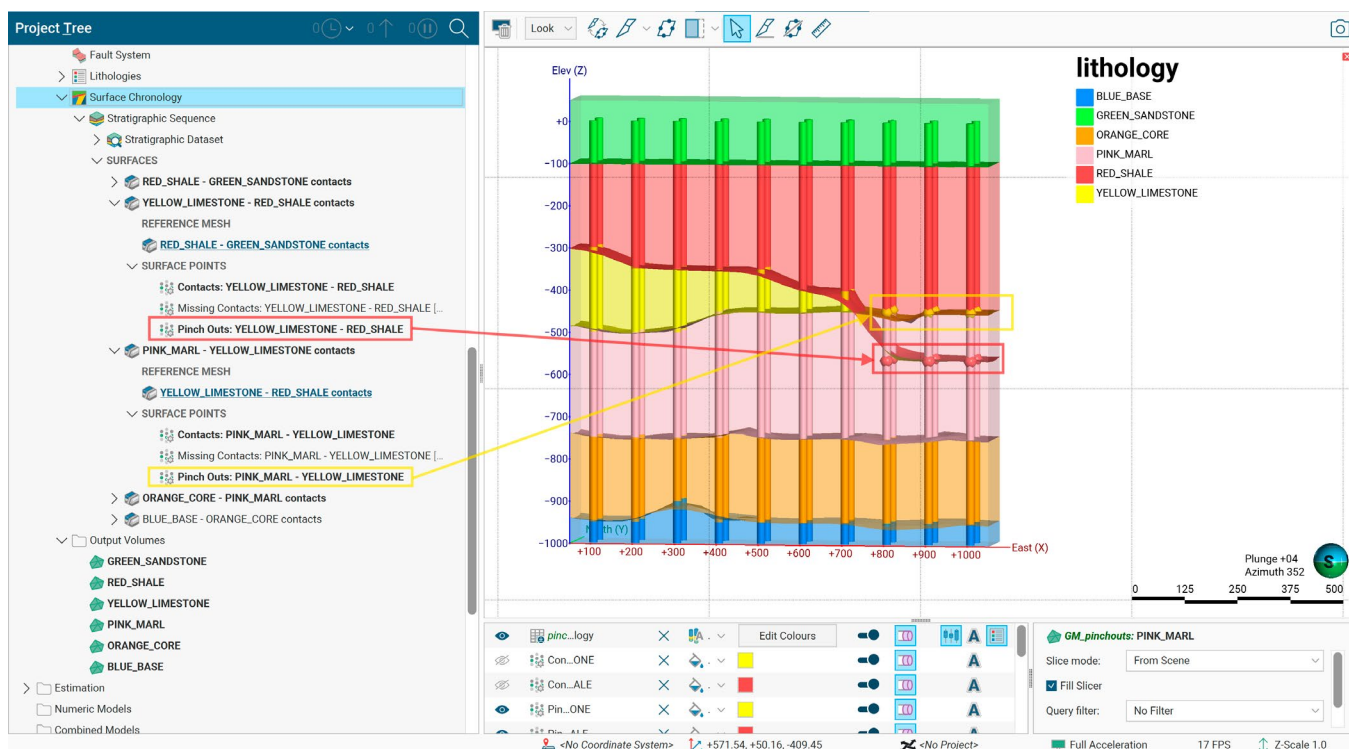 Project Tree
0
0
0
Look
Fault System
Lithologies
Surface Chronology
Stratigraphic Sequence
Stratigraphic Dataset
SURFACES
RED_SHALE - GREEN_SANDSTONE contacts
YELLOW_LIMESTONE - RED_SHALE contacts
REFERENCE MESH
RED_SHALE - GREEN_SANDSTONE contacts
SURFACE POINTS
Contacts: YELLOW_LIMESTONE - RED_SHALE
Missing Contacts: YELLOW_LIMESTONE - RED_SHALE [...
Pinch Outs: YELLOW_LIMESTONE - RED_SHALE
PINK_MARL - YELLOW_LIMESTONE contacts
REFERENCE MESH
YELLOW_LIMESTONE - RED_SHALE contacts
SURFACE POINTS
Contacts: PINK_MARL - YELLOW_LIMESTONE
Missing Contacts: PINK_MARL - YELLOW_LIMESTONE [...
Pinch Outs: PINK_MARL - YELLOW_LIMESTONE
ORANGE_CORE - PINK_MARL contacts
BLUE_BASE - ORANGE_CORE contacts
Output Volumes
GREEN_SANDSTONE
RED_SHALE
YELLOW_LIMESTONE
PINK_MARL
ORANGE_CORE
BLUE_BASE
Estimation
Numeric Models
Combined Models
Elev (Z)
+0
-100
-200
-300
-400
-500
-600
-700
-800
-900
-1000
North (Y)
+100 +200 +300 +400 +500 +600 +700 +800 +900 +1000
East (X)
lithology
BLUE_BASE
GREEN_SANDSTONE
ORANGE_CORE
PINK_MARL
RED_SHALE
YELLOW_LIMESTONE
Plunge +04
Azimuth 352
S
0 125 250 375 500
pinc...logy
Edit Colours
A
Con...ONE
A
Con...ALE
A
Pin...ONE
A
Pin...ALE
GM_pinchouts: PINK_MARL
Slice mode: From Scene
Fill Slicer
Query filter: No Filter
<No Coordinate System>
+571.54, +50.16, -409.45
<No Project>
Full Acceleration
17 FPS
Z-Scale 1.0